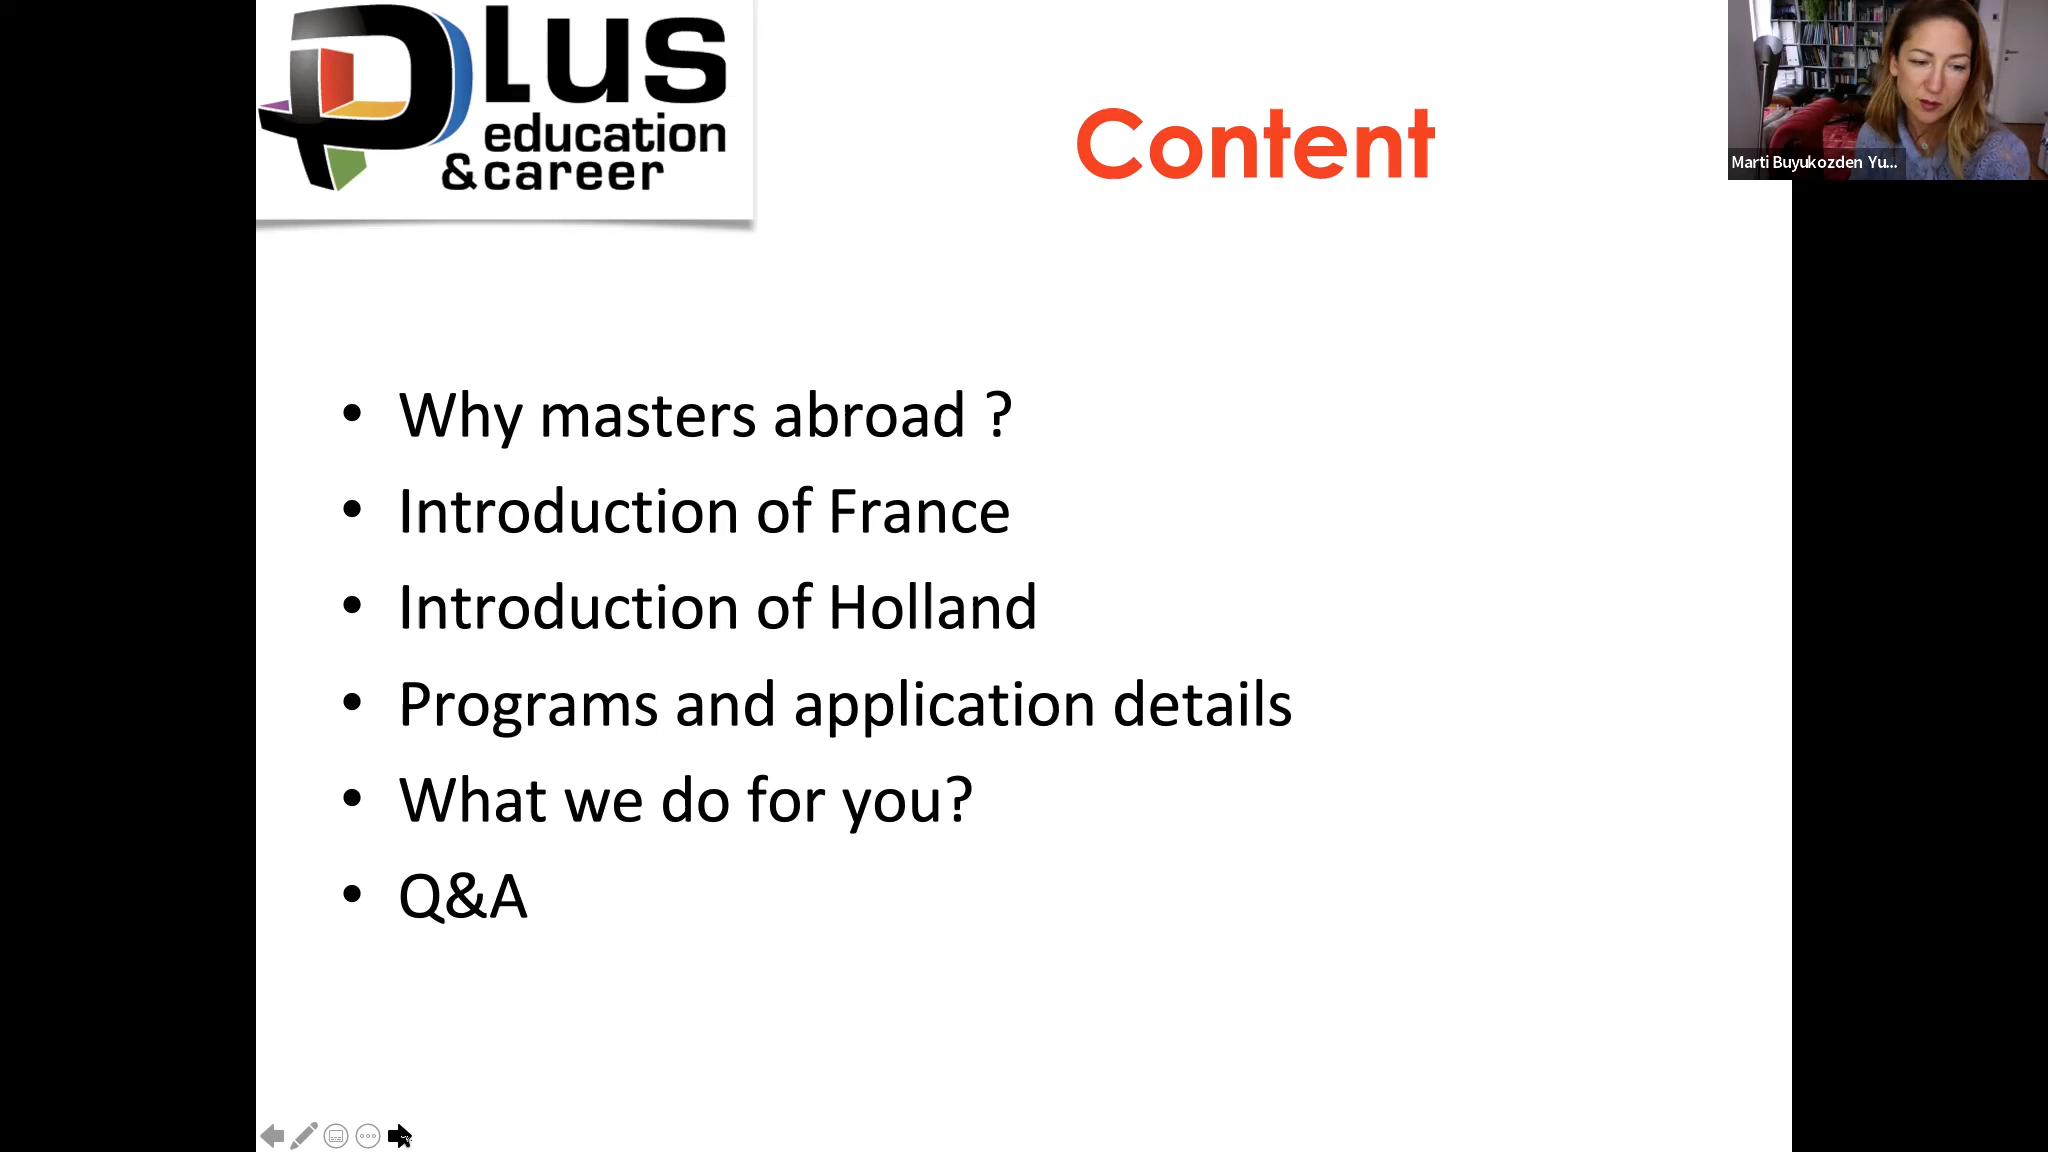 Plus
education
&career
Content
Marti Buyukozden Yu...
• Why masters abroad ?
• Introduction of France
• Introduction of Holland
• Programs and application details
• What we do for you?
• Q&A